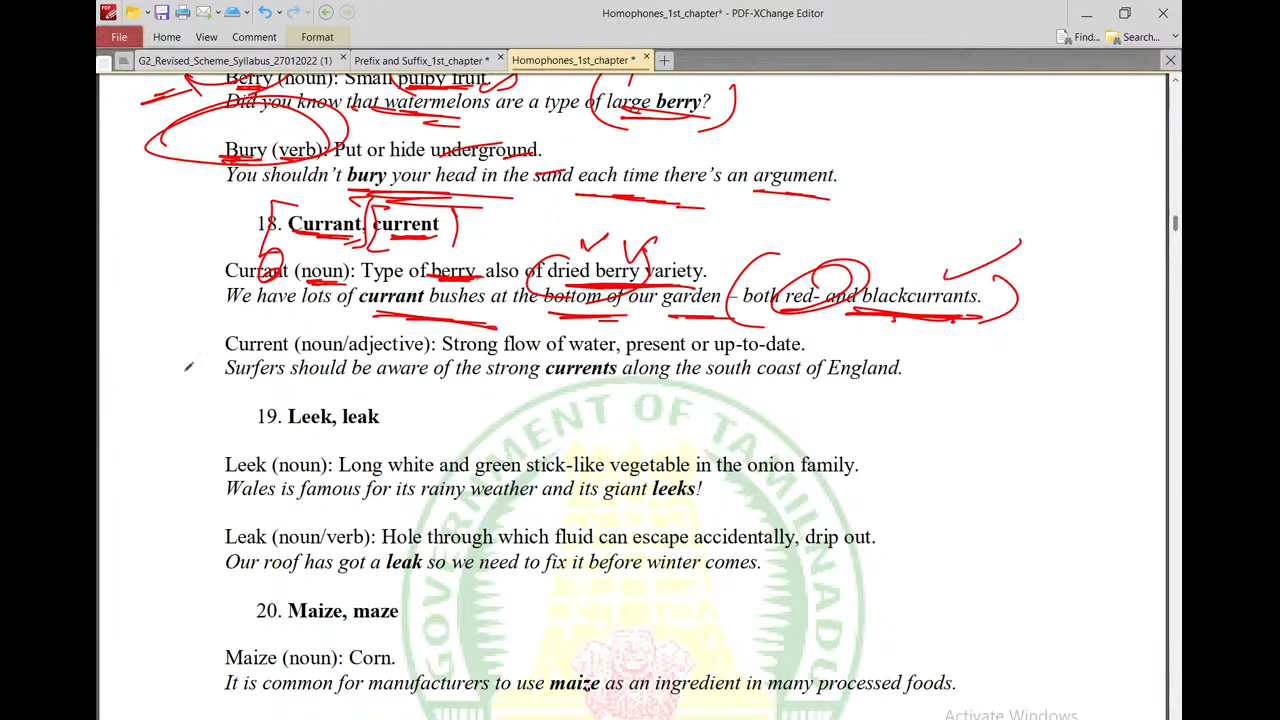 Homophones_1st_chapter* - PDF-XChange Editor
File Home View Comment Format Find... Search...
G2_Revised_Scheme_Syllabus_27012022 (1) Prefix and Suffix_1st_chapter * Homophones_1st_chapter *
Berry (noun): Small pulpy fruit.
Did you know that watermelons are a type of large berry?
Bury (verb): Put or hide underground.
You shouldn't bury your head in the sand each time there's an argument.
18. Currant, current
Currant (noun): Type of berry, also of dried berry variety.
We have lots of currant bushes at the bottom of our garden – both red- and blackcurrants.
Current (noun/adjective): Strong flow of water, present or up-to-date.
Surfers should be aware of the strong currents along the south coast of England.
19. Leek, leak
Leek (noun): Long white and green stick-like vegetable in the onion family.
Wales is famous for its rainy weather and its giant leeks!
Leak (noun/verb): Hole through which fluid can escape accidentally, drip out.
Our roof has got a leak so we need to fix it before winter comes.
20. Maize, maze
Maize (noun): Corn.
It is common for manufacturers to use maize as an ingredient in many processed foods.
GOVERNMENT OF TAMILNADU
Activate Windows